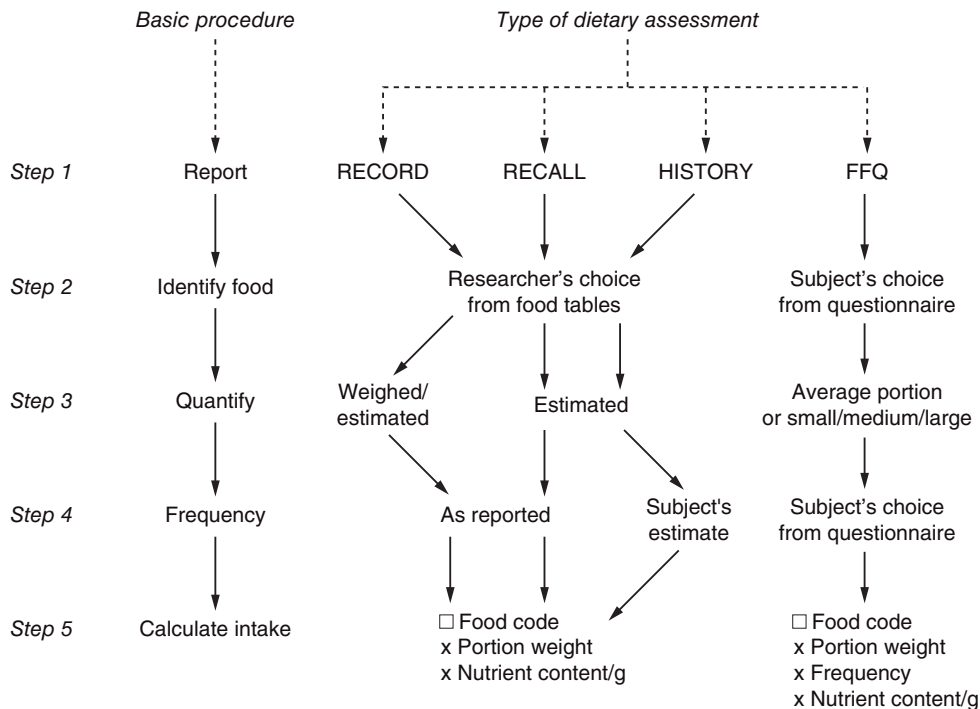 Basic procedure
Type of dietary assessment
Step 1
Report
RECORD
RECALL
HISTORY
FFQ
Step 2
Identify food
Researcher's choice
from food tables
Subject's choice
from questionnaire
Step 3
Quantify
Weighed/
estimated
Estimated
Average portion
or small/medium/large
Step 4
Frequency
As reported
Subject's
estimate
Subject's choice
from questionnaire
Step 5
Calculate intake
□ Food code
x Portion weight
x Nutrient content/g
□ Food code
x Portion weight
x Frequency
x Nutrient content/g